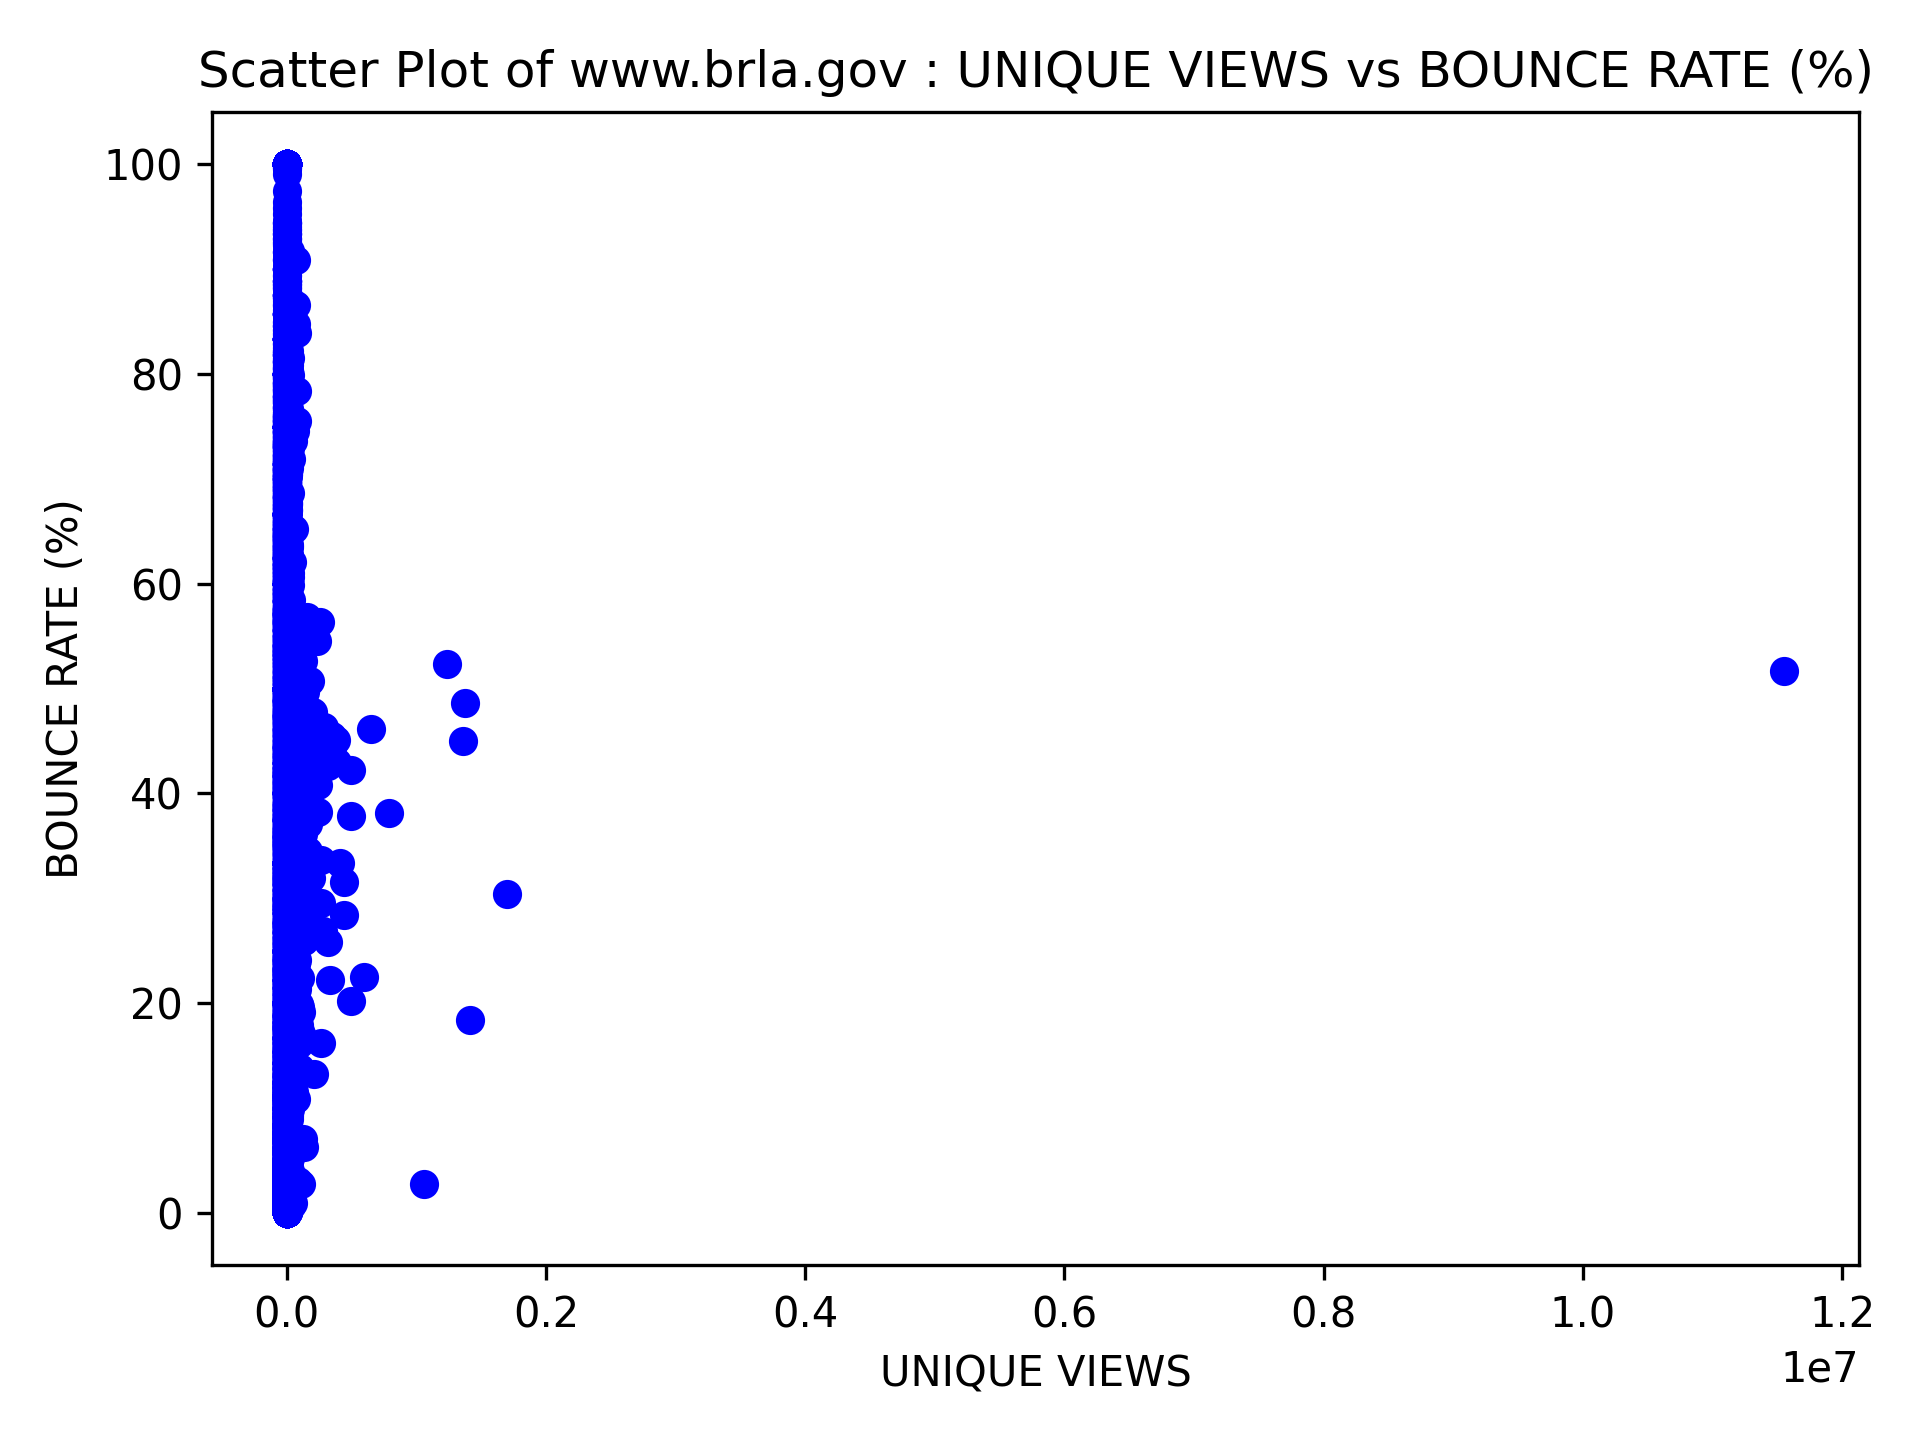 Scatter Plot of www.brla.gov : UNIQUE VIEWS vs BOUNCE RATE (%)
100
80
60
40
20
0
BOUNCE RATE (%)
0.0 0.2 0.4 0.6 0.8 1.0 1.2
1e7
UNIQUE VIEWS